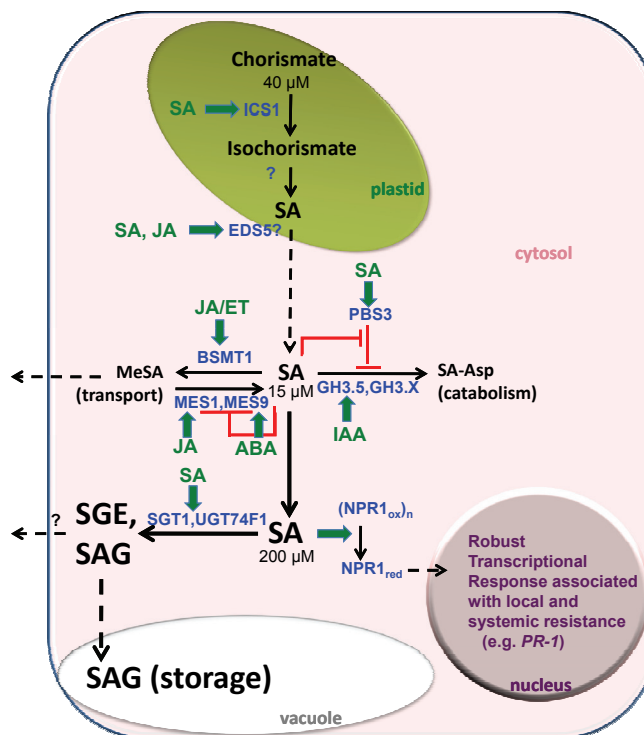 Chorismate
40 µM
SA
ICS1
Isochorismate
?
SA
plastid
SA, JA
EDS5?
cytosol
SA
PBS3
JA/ET
BSMT1
MeSA
(transport)
SA
15 µM
SA-Asp
(catabolism)
GH3.5,GH3.X
MES1,MES9
JA
ABA
IAA
SA
SGT1,UGT74F1
?
SGE,
SAG
SA
200 µM
(NPR1ox)n
NPR1red
Robust
Transcriptional
Response associated
with local and
systemic resistance
(e.g. PR-1)
nucleus
SAG (storage)
vacuole